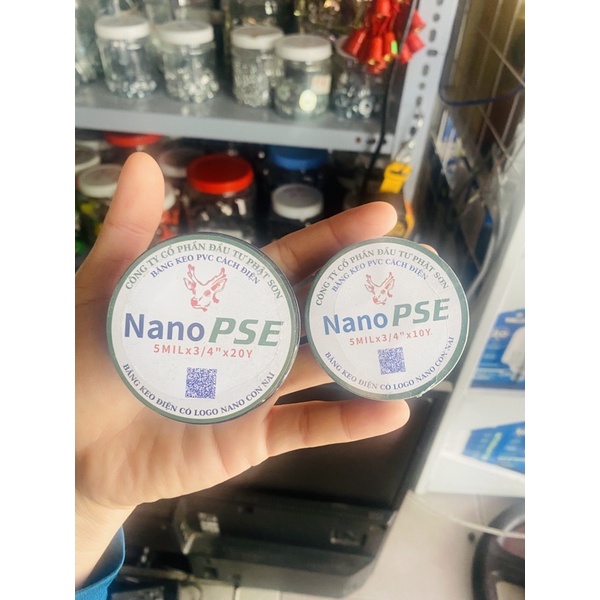 CÔNG TY CỔ PHẦN ĐẦU TƯ PHÁT SƠN
BĂNG KEO PVC CÁCH ĐIỆN
Nano PSE
5MILx3/4"x20Y
BĂNG KEO ĐIỆN CÓ LOGO NANO CON NAI
CÔNG TY CỔ PHẦN ĐẦU TƯ PHÁT SƠN
BĂNG KEO PVC CÁCH ĐIỆN
Nano PSE
5MILx3/4"x10Y
BĂNG KEO ĐIỆN CÓ LOGO NANO CON NAI